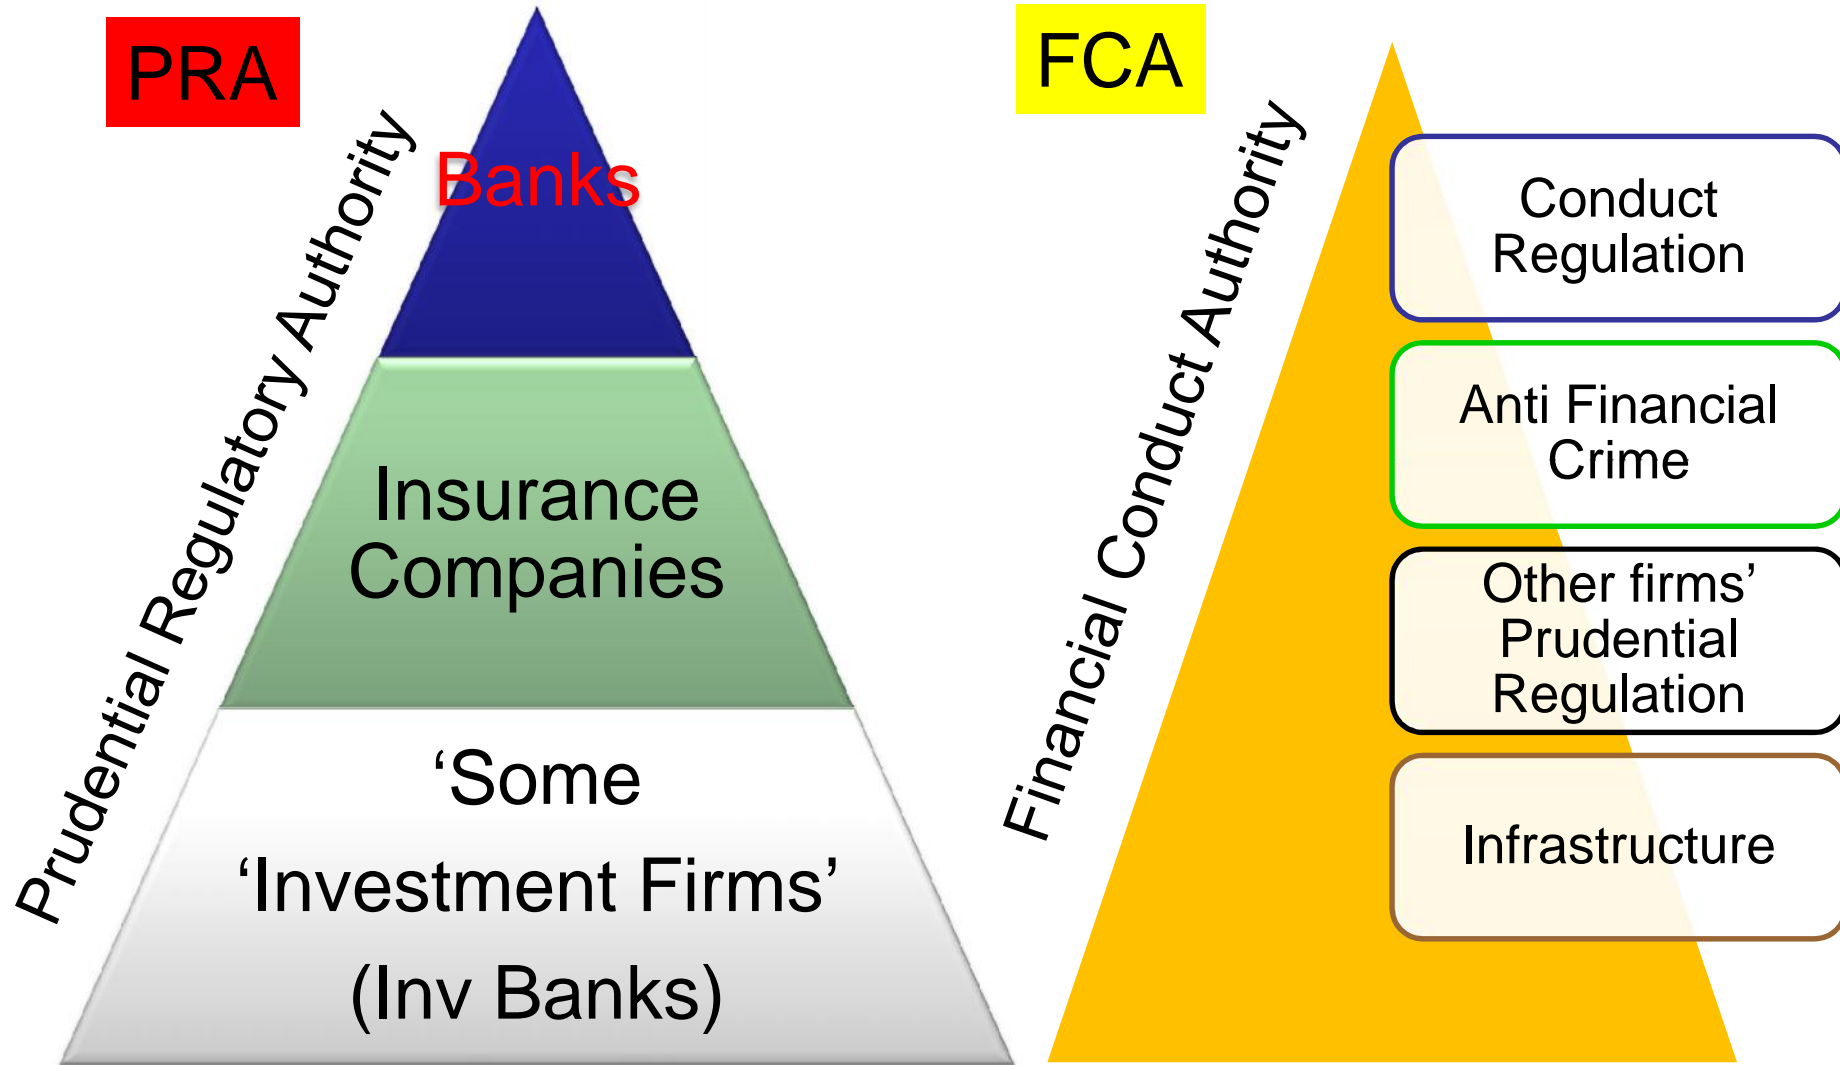 PRA
Prudential Regulatory Authority
Banks
Insurance
Companies
‘Some
‘Investment Firms’
(Inv Banks)
FCA
Financial Conduct Authority
Conduct
Regulation
Anti Financial
Crime
Other firms’
Prudential
Regulation
Infrastructure